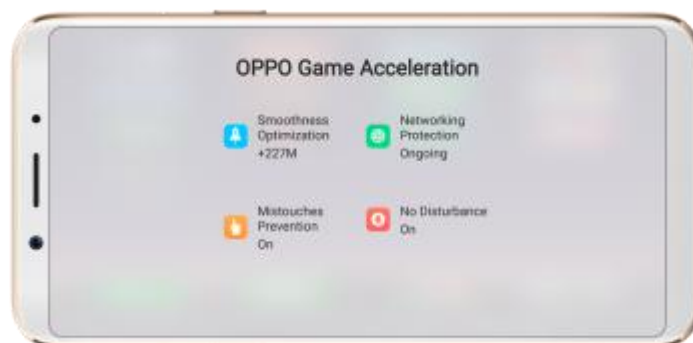 OPPO Game Acceleration
Smoothness
Optimization
+227M
Networking
Protection
Ongoing
Mistouches
Prevention
On
No Disturbance
On